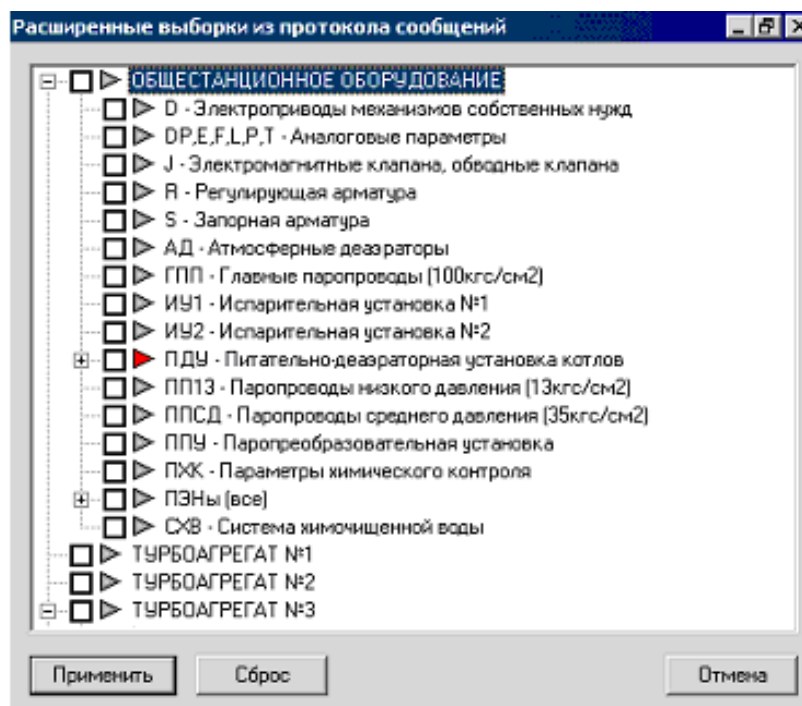 Расширенные выборки из протокола сообщений
ОБЩЕСТАНЦИОННОЕ ОБОРУДОВАНИЕ
D - Электроприводы механизмов собственных нужд
DP,E,F,L,P,T - Аналоговые параметры
J - Электромагнитные клапана, обводные клапана
R - Регулирующая арматура
S - Запорная арматура
АД - Атмосферные деаэраторы
ГПП - Главные паропроводы (100кгс/см2)
ИУ1 - Испарительная установка №1
ИУ2 - Испарительная установка №2
ПДУ - Питательно-деаэраторная установка котлов
ПП13 - Паропроводы низкого давления (13кгс/см2)
ППСД - Паропроводы среднего давления (35кгс/см2)
ППУ - Паропреобразовательная установка
ПХК - Параметры химического контроля
ПЭНы (все)
СХВ - Система химочищенной воды
ТУРБОАГРЕГАТ №1
ТУРБОАГРЕГАТ №2
ТУРБОАГРЕГАТ №3
Применить Сброс Отмена